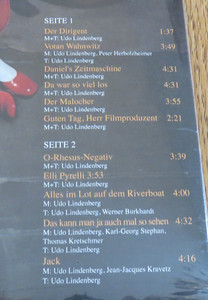 SEITE 1
Der Dirigent 1:37
M+T: Udo Lindenberg
Votan Wahnwitz 3:49
M: Udo Lindenberg, Peter Herbolzheimer
T: Udo Lindenberg
Daniel's Zeitmaschine 4:31
M+T: Udo Lindenberg
Da war so viel los 4:31
M+T: Udo Lindenberg
Der Malocher 3:55
M+T: Udo Lindenberg
Guten Tag, Herr Filmproduzent 2:21
M+T: Udo Lindenberg
SEITE 2
O-Rhesus-Negativ 3:39
M+T: Udo Lindenberg
Elli Pyrelli 3:53
M+T: Udo Lindenberg
Alles im Lot auf dem Riverboat 4:00
M: Udo Lindenberg
T: Udo Lindenberg, Werner Burkhardt
Das kann man ja auch mal so sehen 4:32
M: Udo Lindenberg, Karl-Georg Stephan,
Thomas Kretschmer
T: Udo Lindenberg
Jack 4:16
M: Udo Lindenberg, Jean-Jacques Kravetz
T: Udo Lindenberg